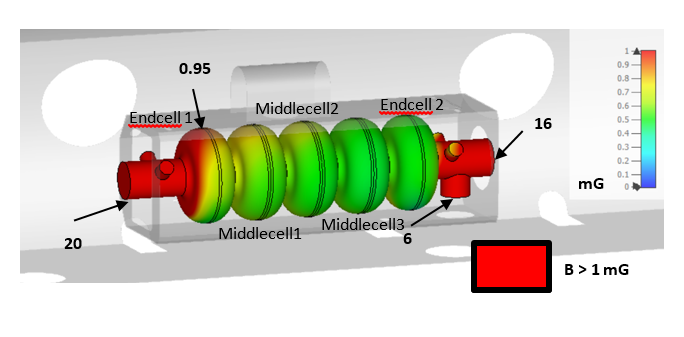 0.95
Endcell 1
Middlecell2
Endcell 2
16
20
Middlecell1
Middlecell3
6
1
0.9
0.8
0.7
0.6
0.5
0.4
0.3
0.2
0.1
0
mG
B > 1 mG